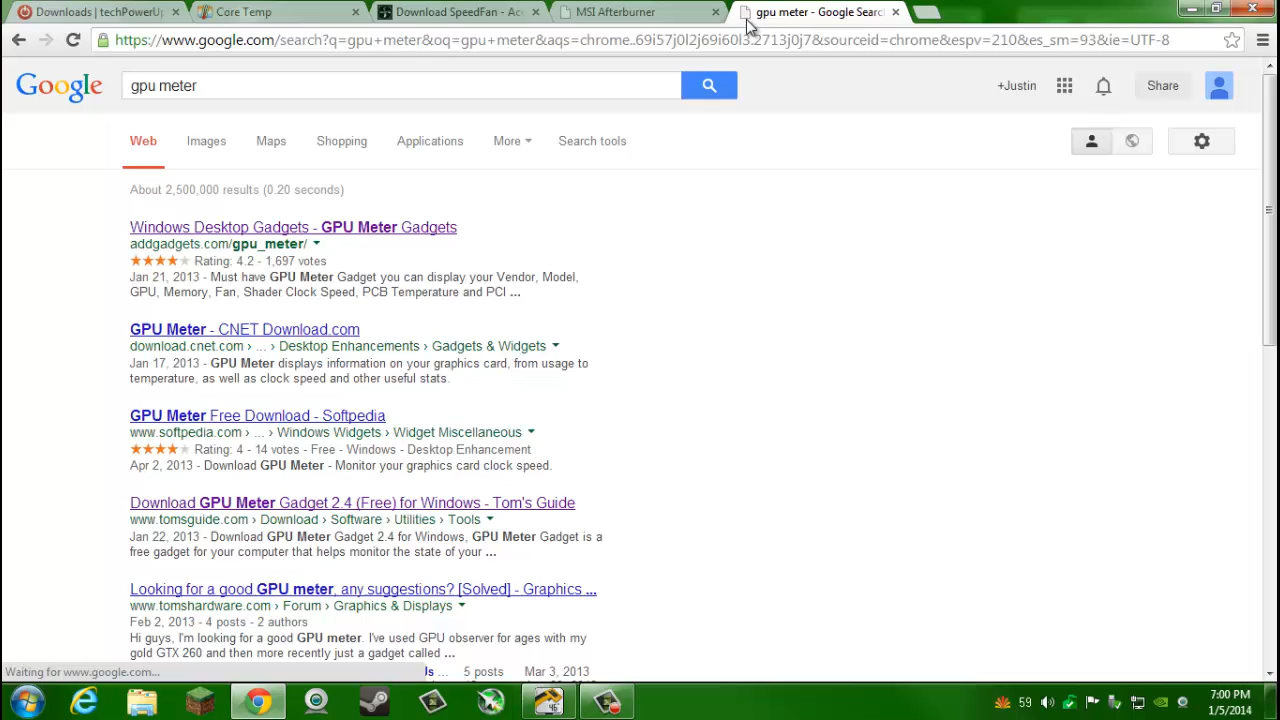 Downloads | techPowerUp
Core Temp
Download SpeedFan - Acc
MSI Afterburner
gpu meter - Google Searc
https://www.google.com/search?q=gpu+meter&oq=gpu+meter&aqs=chrome..69i57j0l2j69i60l3.2713j0j7&sourceid=chrome&espv=210&es_sm=93&ie=UTF-8
Google
gpu meter
+Justin
Share
Web
Images
Maps
Shopping
Applications
More
Search tools
About 2,500,000 results (0.20 seconds)
Windows Desktop Gadgets - GPU Meter Gadgets
addgadgets.com/gpu_meter/
Rating: 4.2 - 1,697 votes
Jan 21, 2013 - Must have GPU Meter Gadget you can display your Vendor, Model,
GPU, Memory, Fan, Shader Clock Speed, PCB Temperature and PCI ...
GPU Meter - CNET Download.com
download.cnet.com › ... › Desktop Enhancements › Gadgets & Widgets
Jan 17, 2013 - GPU Meter displays information on your graphics card, from usage to
temperature, as well as clock speed and other useful stats.
GPU Meter Free Download - Softpedia
www.softpedia.com › ... › Windows Widgets › Widget Miscellaneous
Rating: 4 - 14 votes - Free - Windows - Desktop Enhancement
Apr 2, 2013 - Download GPU Meter - Monitor your graphics card clock speed.
Download GPU Meter Gadget 2.4 (Free) for Windows - Tom's Guide
www.tomsguide.com › Download › Software › Utilities › Tools
Jan 22, 2013 - Download GPU Meter Gadget 2.4 for Windows, GPU Meter Gadget is a
free gadget for your computer that helps monitor the state of your ...
Looking for a good GPU meter, any suggestions? [Solved] - Graphics ...
www.tomshardware.com › Forum › Graphics & Displays
Feb 2, 2013 - 4 posts - 2 authors
Hi guys, I'm looking for a good GPU meter. I've used GPU observer for ages with my
gold GTX 260 and then more recently just a gadget called ...
Waiting for www.google.com...
ls ... 5 posts Mar 3, 2013
46
59
7:00 PM
1/5/2014